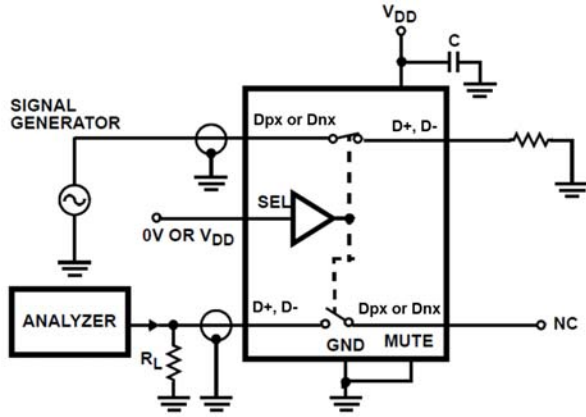 VDD
C
SIGNAL
GENERATOR
Dpx or Dnx
D+, D-
SEL
0V OR VDD
ANALYZER
D+, D-
Dpx or Dnx
NC
RL
GND
MUTE